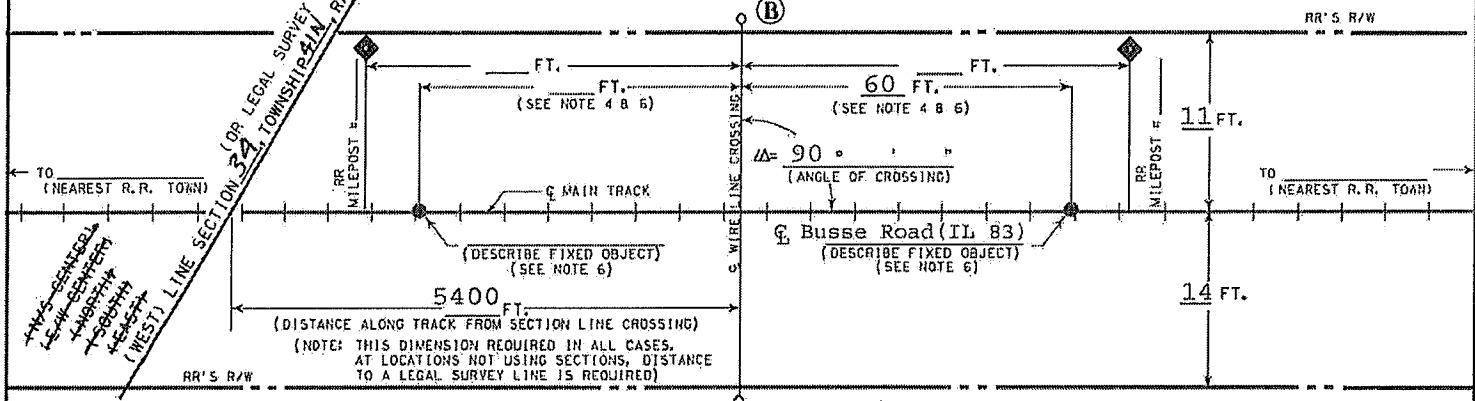 B
RR'S R/W
(OR LEGAL SURVEY
LINE SECTION 34, TOWNSHIP 41N,
FT.
FT.
(SEE NOTE 4 & 6)
FT.
60 FT.
(SEE NOTE 4 & 6)
11 FT.
RR
MILEPOST #
RR
MILEPOST #
℄ WIRE LINE CROSSING
∠= 90 ° ' "
(ANGLE OF CROSSING)
← TO
(NEAREST R.R. TOWN)
TO
(NEAREST R.R. TOWN)
℄ MAIN TRACK
(DESCRIBE FIXED OBJECT)
(SEE NOTE 6)
℄ Busse Road(IL 83)
(DESCRIBE FIXED OBJECT)
(SEE NOTE 6)
(N/S CENTER)
(E/W CENTER)
(NORTH)
(SOUTH)
(EAST)
(WEST)
5400 FT.
(DISTANCE ALONG TRACK FROM SECTION LINE CROSSING)
(NOTE: THIS DIMENSION REQUIRED IN ALL CASES.
AT LOCATIONS NOT USING SECTIONS, DISTANCE
TO A LEGAL SURVEY LINE IS REQUIRED)
14 FT.
RR'S R/W